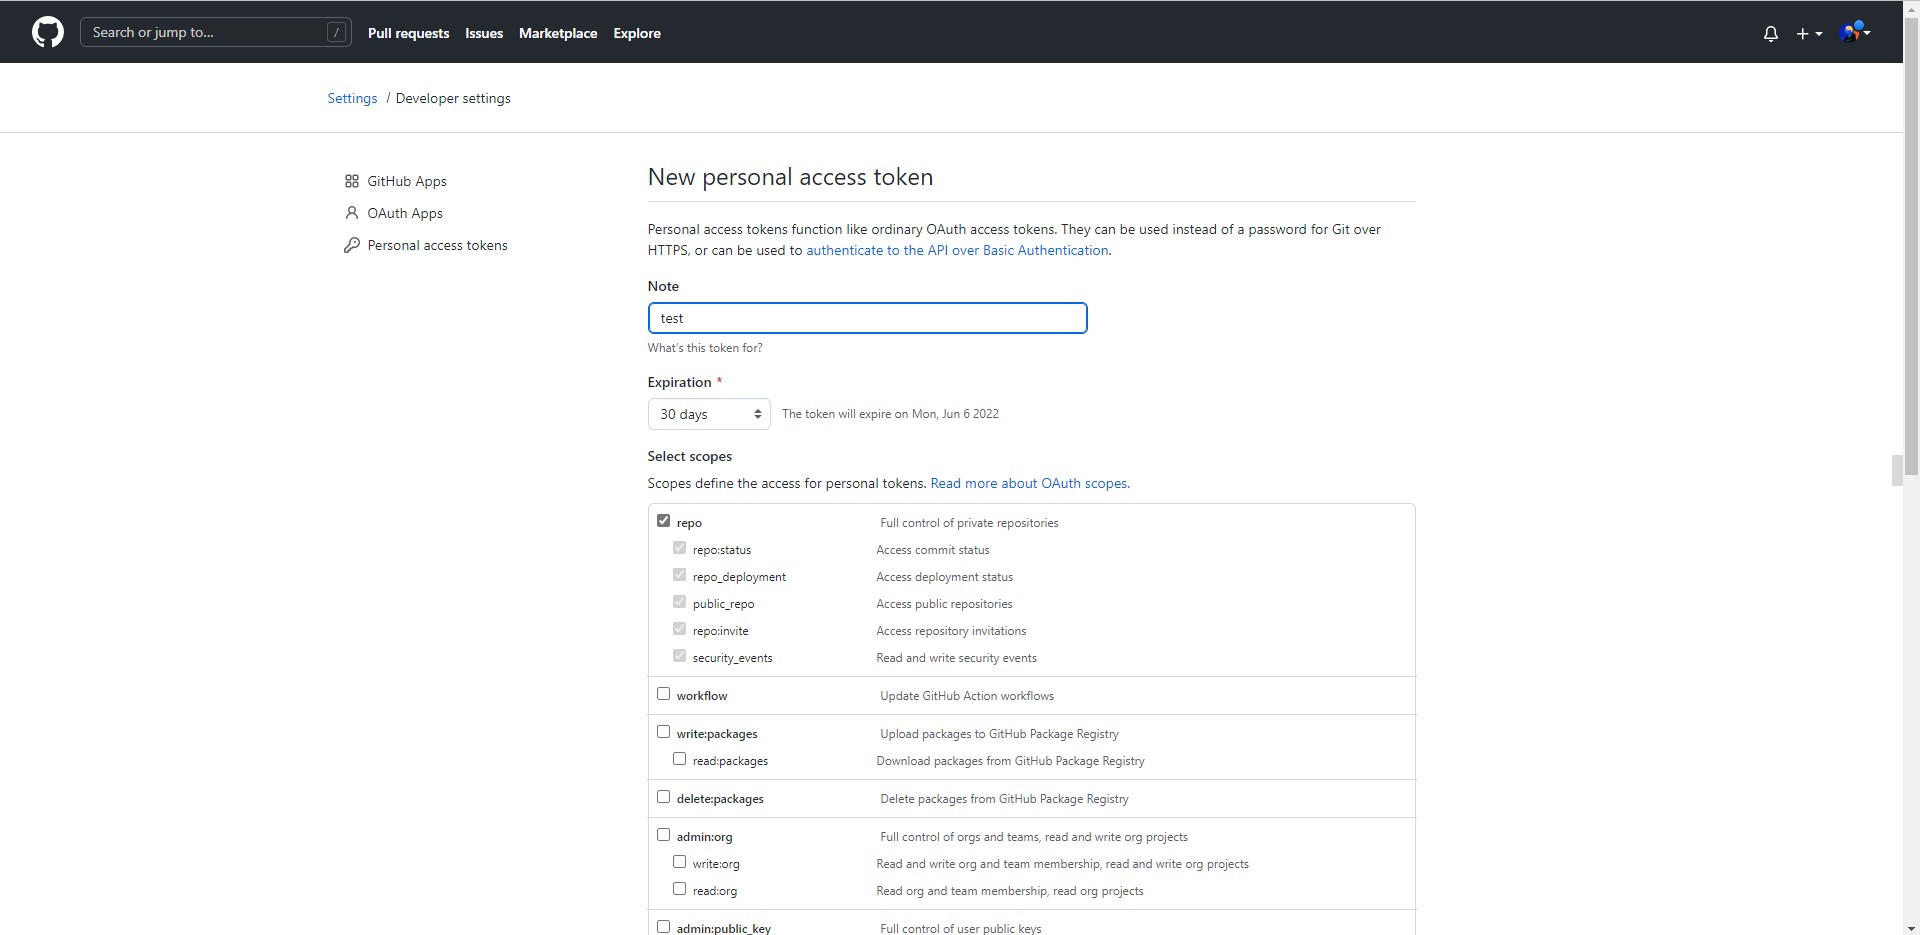 Search or jump to... /
Pull requests Issues Marketplace Explore
Settings / Developer settings
GitHub Apps
OAuth Apps
Personal access tokens
New personal access token
Personal access tokens function like ordinary OAuth access tokens. They can be used instead of a password for Git over
HTTPS, or can be used to authenticate to the API over Basic Authentication.
Note
test
What's this token for?
Expiration *
30 days The token will expire on Mon, Jun 6 2022
Select scopes
Scopes define the access for personal tokens. Read more about OAuth scopes.
repo Full control of private repositories
repo:status Access commit status
repo_deployment Access deployment status
public_repo Access public repositories
repo:invite Access repository invitations
security_events Read and write security events
workflow Update GitHub Action workflows
write:packages Upload packages to GitHub Package Registry
read:packages Download packages from GitHub Package Registry
delete:packages Delete packages from GitHub Package Registry
admin:org Full control of orgs and teams, read and write org projects
write:org Read and write org and team membership, read and write org projects
read:org Read org and team membership, read org projects
admin:public_key Full control of user public keys